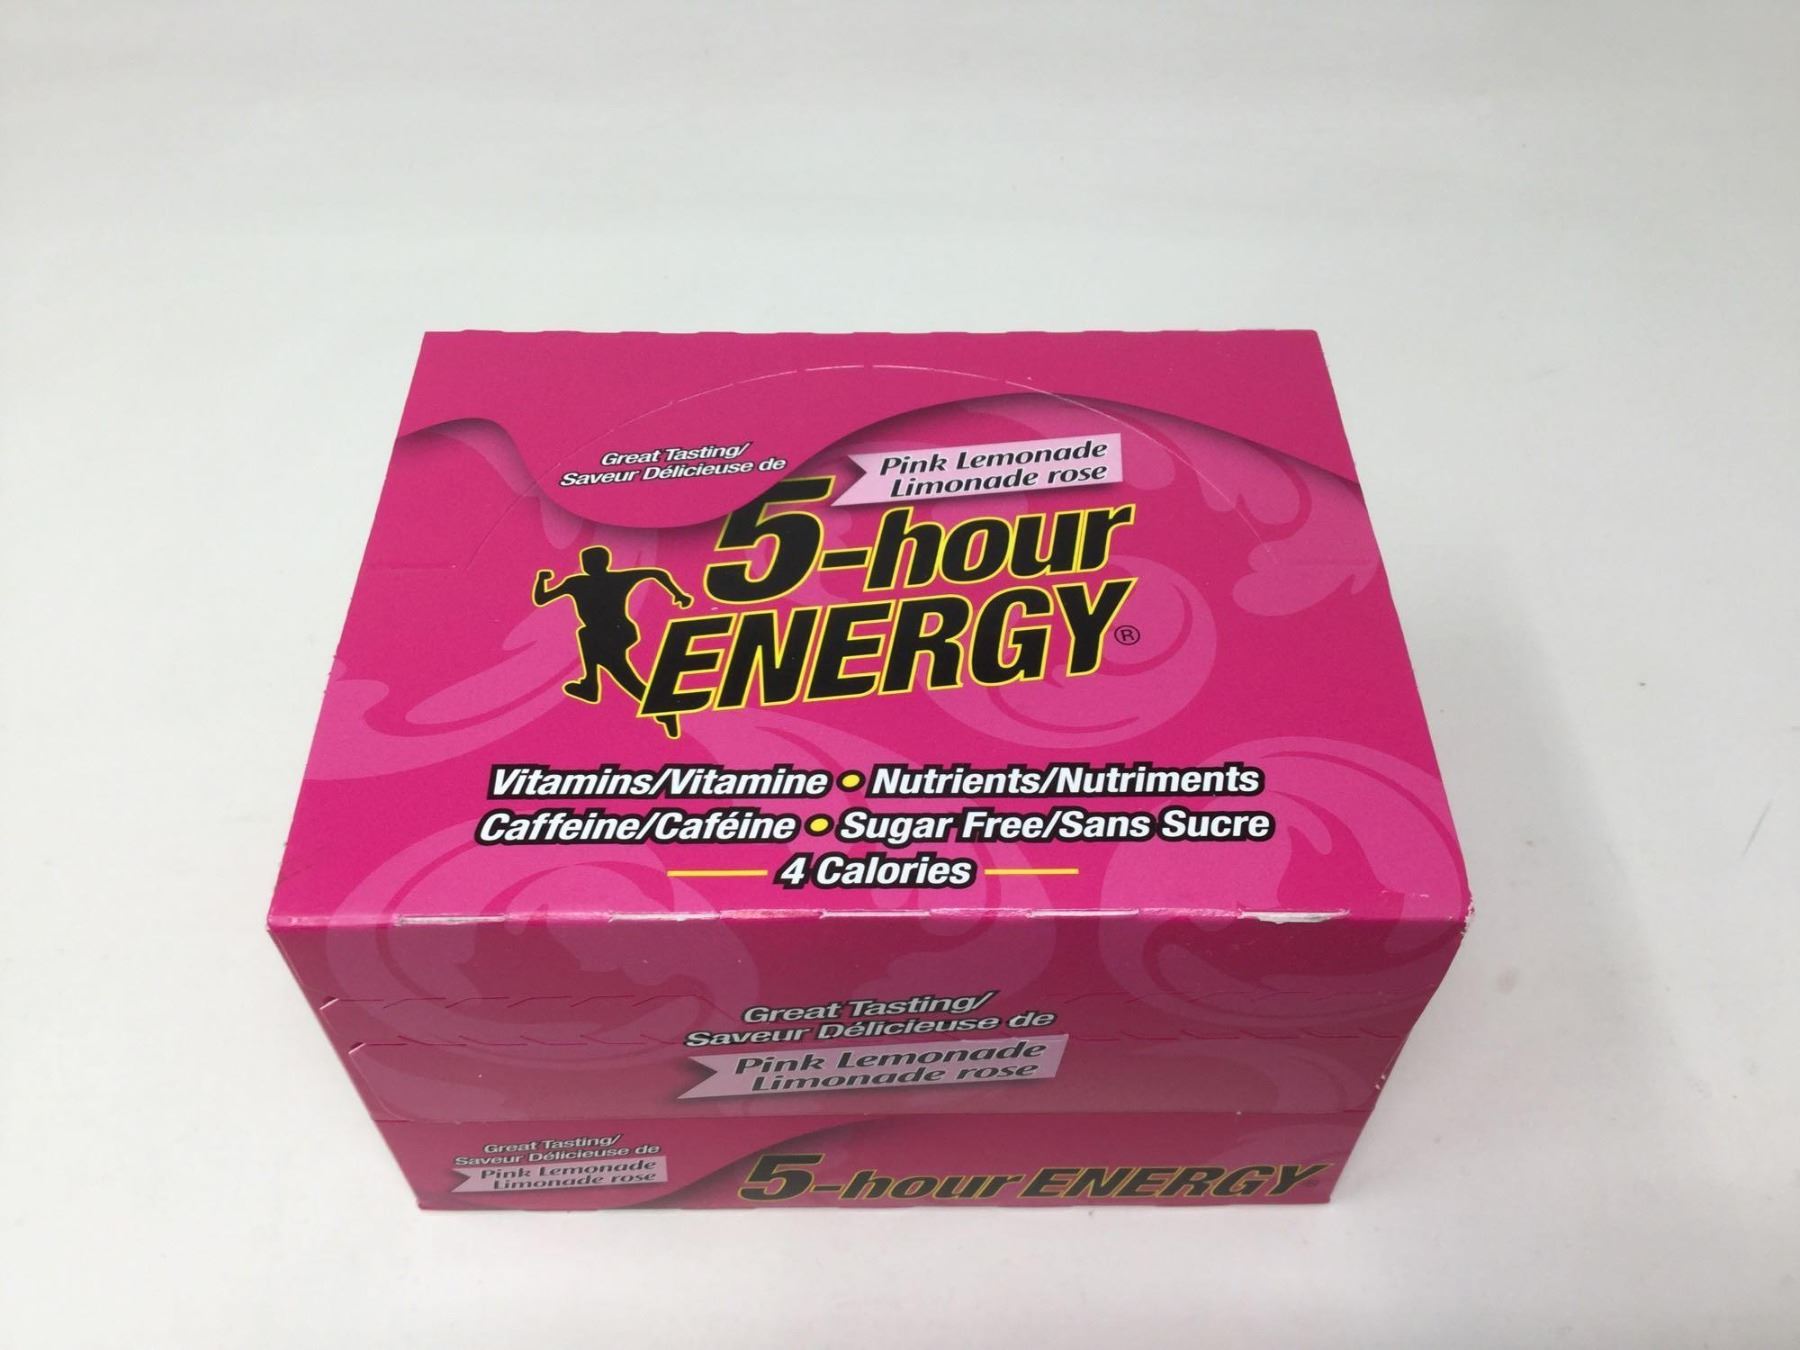 Great Tasting/
Saveur Délicieuse de
Pink Lemonade
Limonade rose
5-hour
ENERGY®
Vitamins/Vitamine • Nutrients/Nutriments
Caffeine/Caféine • Sugar Free/Sans Sucre
4 Calories
Great Tasting/
Saveur Délicieuse de
Pink Lemonade
Limonade rose
Great Tasting/
Saveur Délicieuse de
Pink Lemonade
Limonade rose
5-hour ENERGY